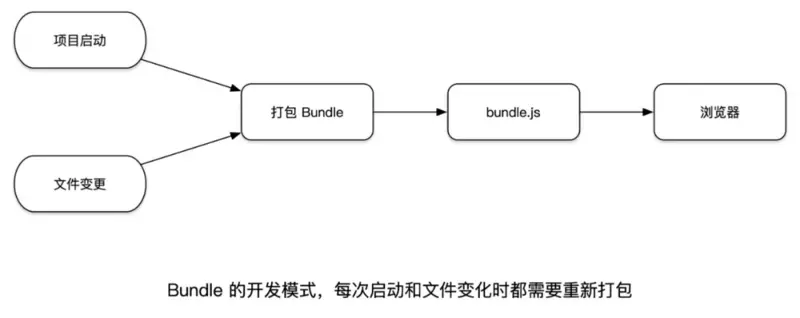 项目启动
打包 Bundle
bundle.js
浏览器
文件变更
Bundle 的开发模式，每次启动和文件变化时都需要重新打包